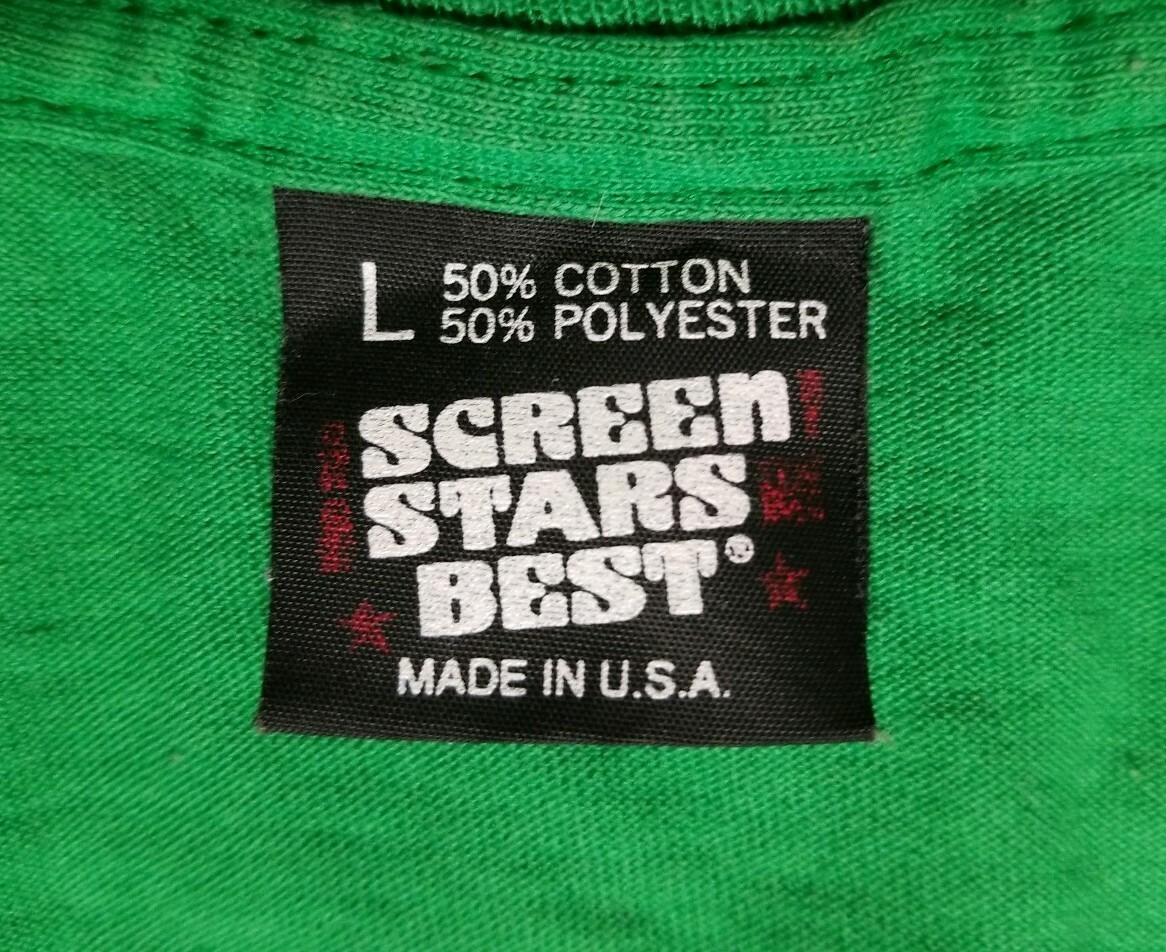 L 50% COTTON
50% POLYESTER
SCREEN
STARS
BEST®
MADE IN U.S.A.